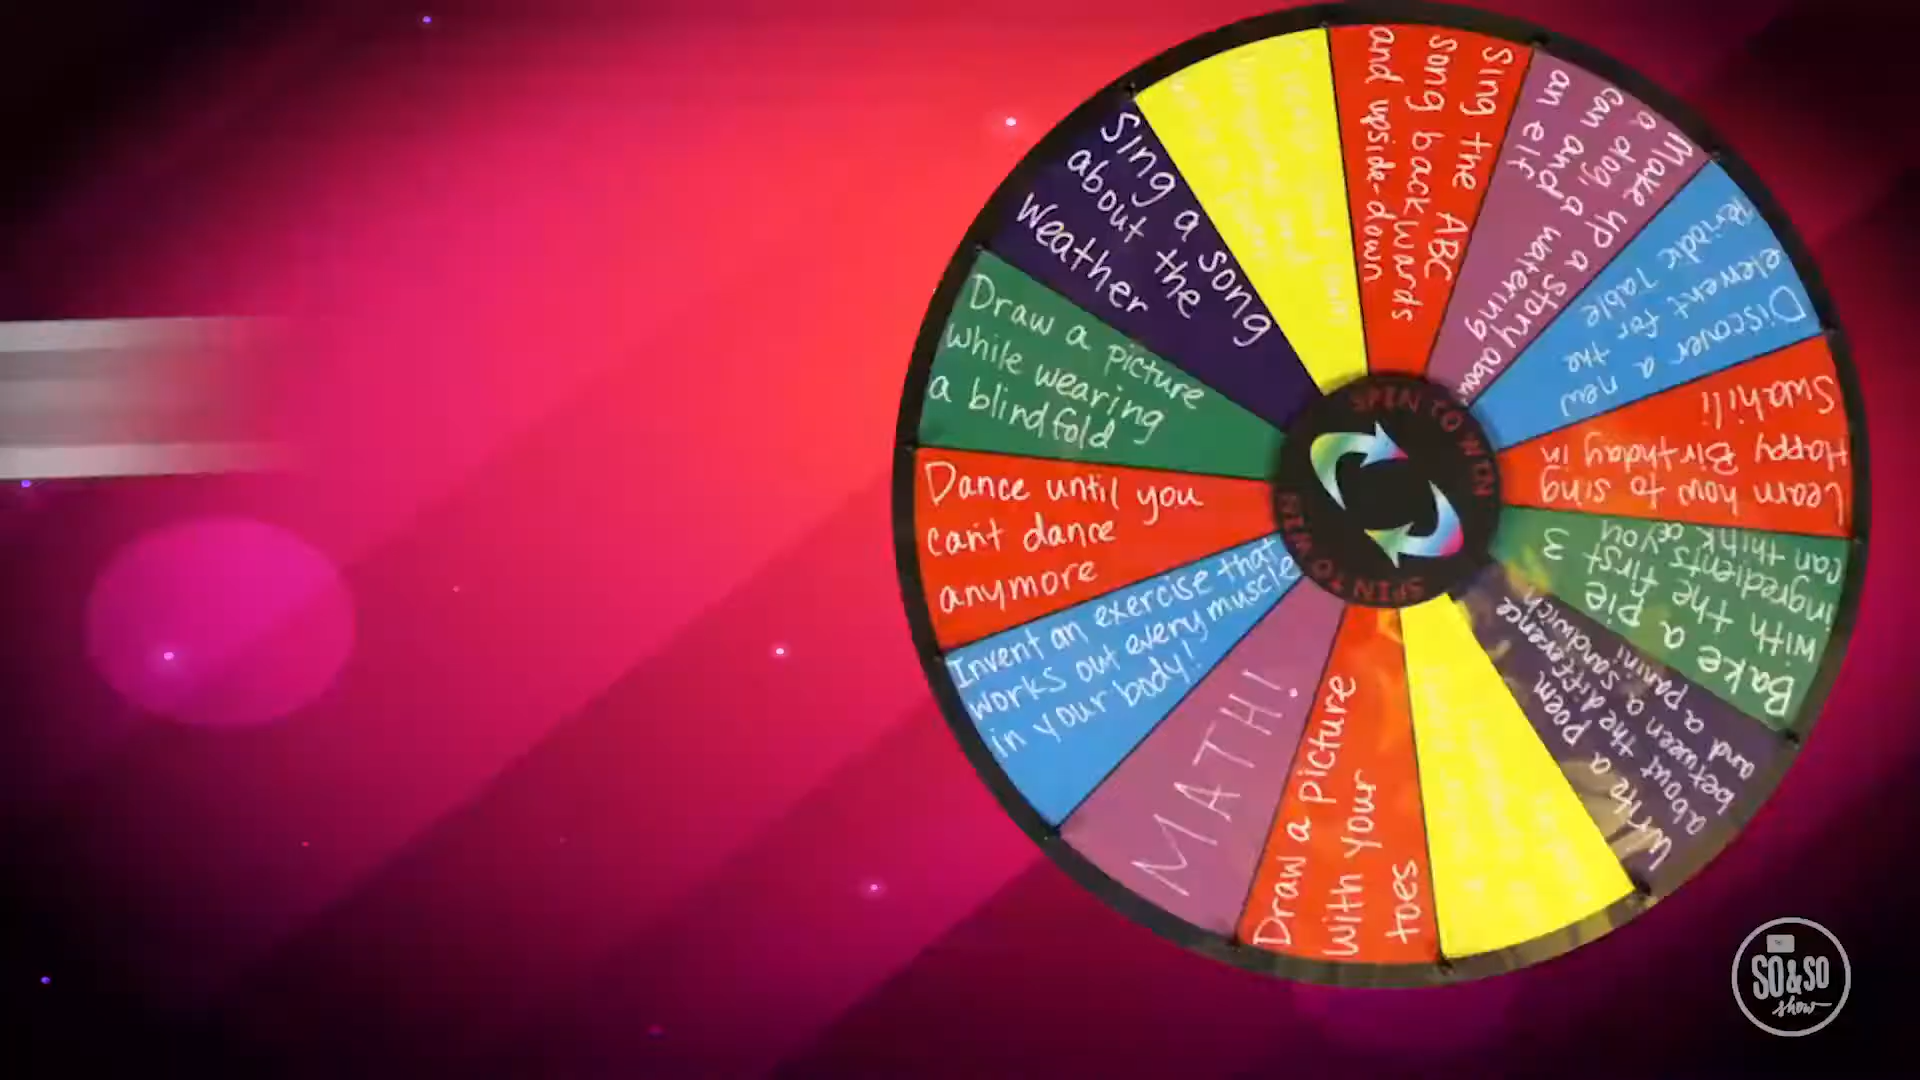 Sing the ABC
song backwards
and upside-down
Make up a story about
a dog, a watering
can and a
an elf
Discover a new
element for the
Periodic Table
Learn how to sing
Happy Birthday in
Swahili
Bake a pie
with the first 3
ingredients you
can think of
Write a poem
about the difference
between a sandwich
and a panini
Draw a picture
with your
toes
MATH!
Invent an exercise that
works out every muscle
in your body!
Dance until you
can't dance
anymore
Draw a picture
while wearing
a blindfold
Sing a song
about the
weather
SPIN TO WIN
SPIN TO WIN
SO & SO
show